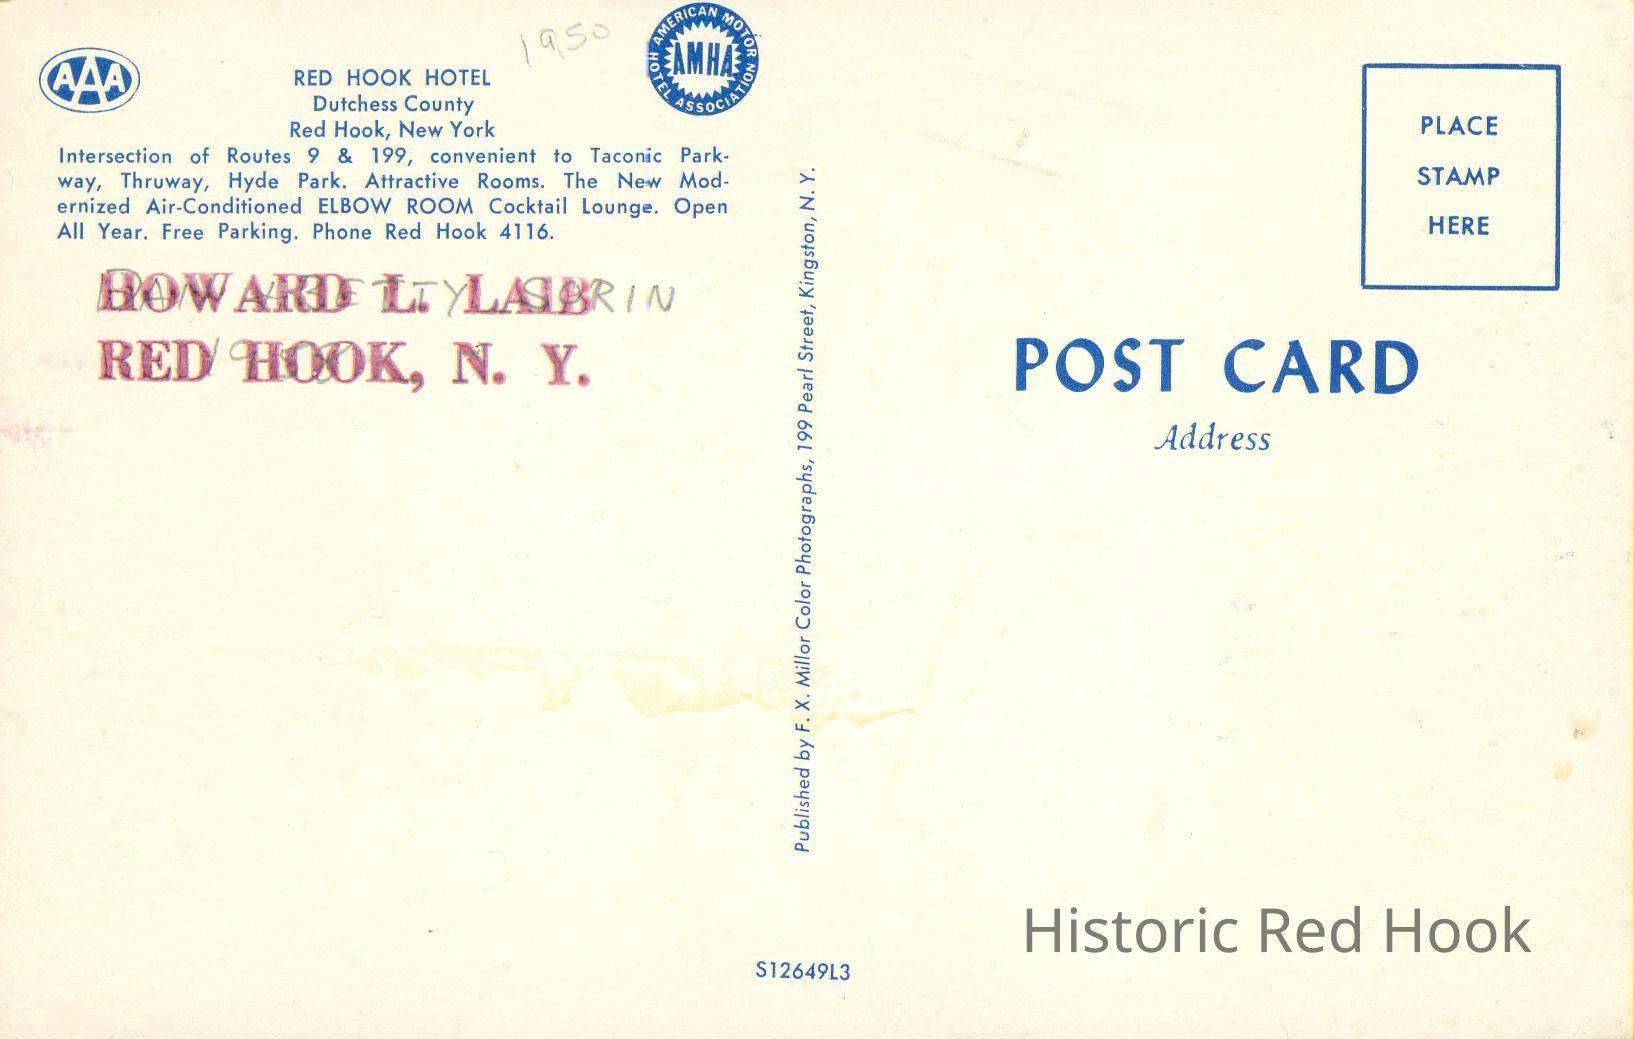 1950
AAA
AMERICAN MOTOR HOTEL ASSOCIATION
AMHA
RED HOOK HOTEL
Dutchess County
Red Hook, New York
Intersection of Routes 9 & 199, convenient to Taconic Park-
way, Thruway, Hyde Park. Attractive Rooms. The New Mod-
ernized Air-Conditioned ELBOW ROOM Cocktail Lounge. Open
All Year. Free Parking. Phone Red Hook 4116.
HOWARD L. LAIB
BETTY SORIN
RED HOOK, N. Y.
Published by F. X. Millor Color Photographs, 199 Pearl Street, Kingston, N. Y.
S12649L3
PLACE
STAMP
HERE
POST CARD
Address
Historic Red Hook